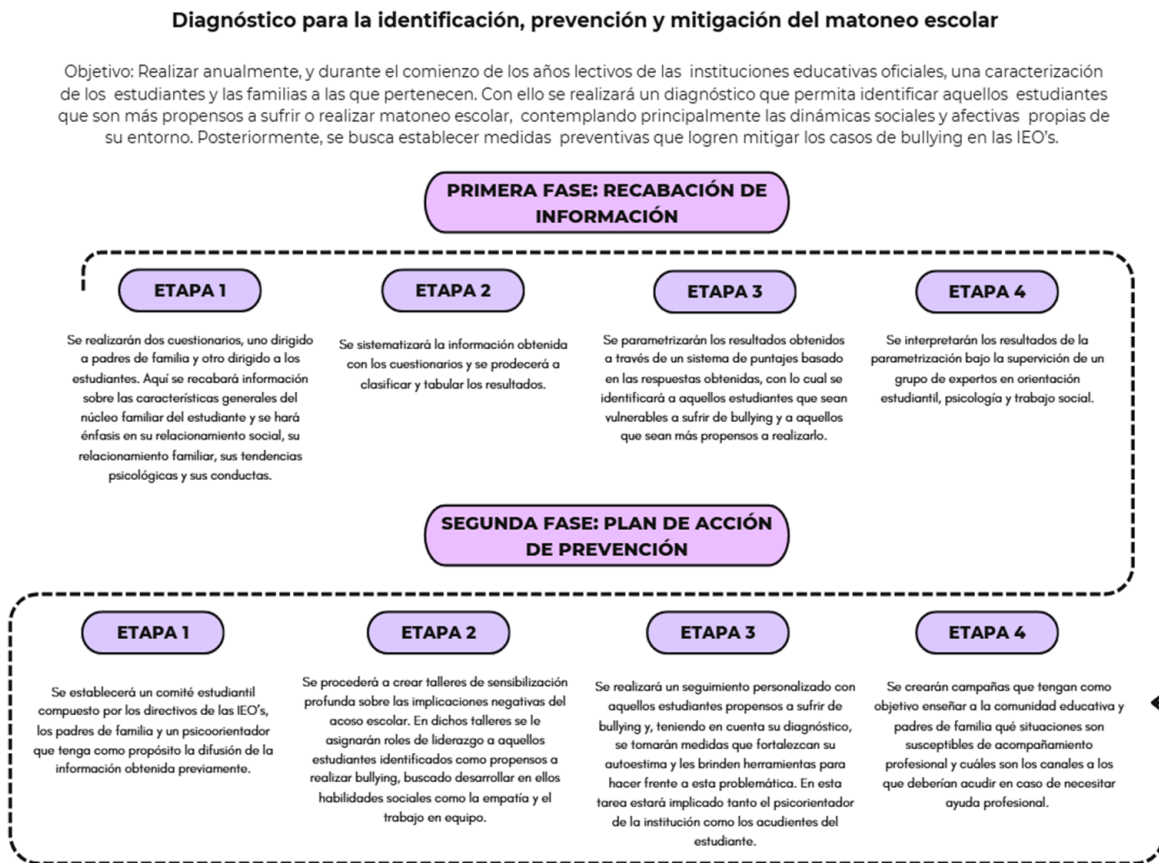 Diagnóstico para la identificación, prevención y mitigación del matoneo escolar
Objetivo: Realizar anualmente, y durante el comienzo de los años lectivos de las instituciones educativas oficiales, una caracterización
de los estudiantes y las familias a las que pertenecen. Con ello se realizará un diagnóstico que permita identificar aquellos estudiantes
que son más propensos a sufrir o realizar matoneo escolar, contemplando principalmente las dinámicas sociales y afectivas propias de
su entorno. Posteriormente, se busca establecer medidas preventivas que logren mitigar los casos de bullying en las IEO's.
PRIMERA FASE: RECABACIÓN DE
INFORMACIÓN
ETAPA 1
Se realizarán dos cuestionarios, uno dirigido
a padres de familia y otro dirigido a los
estudiantes. Aquí se recabará información
sobre las características generales del
núcleo familiar del estudiante y se hará
énfasis en su relacionamiento social, su
relacionamiento familiar, sus tendencias
psicológicas y sus conductas.
ETAPA 2
Se sistematizará la información obtenida
con los cuestionarios y se prodecerá a
clasificar y tabular los resultados.
ETAPA 3
Se parametrizarán los resultados obtenidos
a través de un sistema de puntajes basado
en las respuestas obtenidas, con lo cual se
identificará a aquellos estudiantes que sean
vulnerables a sufrir de bullying y a aquellos
que sean más propensos a realizarlo.
ETAPA 4
Se interpretarán los resultados de la
parametrización bajo la supervición de un
grupo de expertos en orientación
estudiantil, psicología y trabajo social.
SEGUNDA FASE: PLAN DE ACCIÓN
DE PREVENCIÓN
ETAPA 1
Se establecerá un comité estudiantil
compuesto por los directivos de las IEO's,
los padres de familia y un psicoorientador
que tenga como propósito la difusión de la
información obtenida previamente.
ETAPA 2
Se procederá a crear talleres de sensibilización
profunda sobre las implicaciones negativas del
acoso escolar. En dichos talleres se le
asignarán roles de liderazgo a aquellos
estudiantes identificados como propensos a
realizar bullying, buscado desarrollar en ellos
habilidades sociales como la empatía y el
trabajo en equipo.
ETAPA 3
Se realizará un seguimiento personalizado con
aquellos estudiantes propensos a sufrir de
bullying y, teniendo en cuenta su diagnóstico,
se tomarán medidas que fortalezcan su
autoestima y les brinden herramientas para
hacer frente a esta problemática. En esta
tarea estará implicado tanto el psicorientador
de la institución como los acudientes del
estudiante.
ETAPA 4
Se crearán campañas que tengan como
objetivo enseñar a la comunidad educativa y
padres de familia qué situaciones son
susceptibles de acompañamiento
profesional y cuáles son los canales a los
que deberían acudir en caso de necesitar
ayuda profesional.